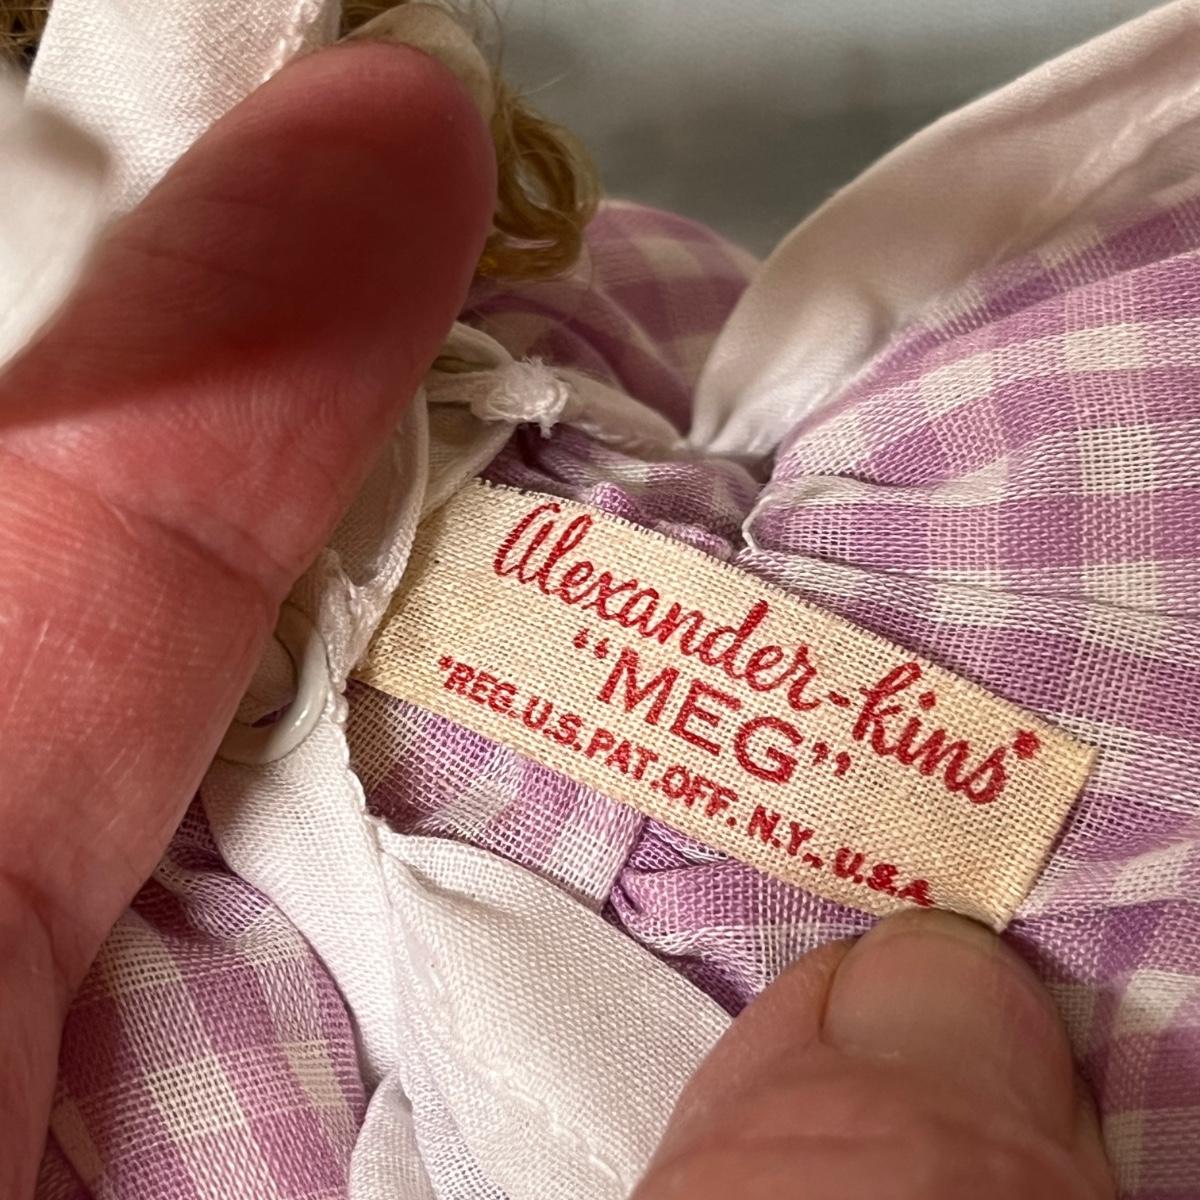 Alexander-kins*
"MEG"
*REG.U.S.PAT.OFF. N.Y., U.S.A